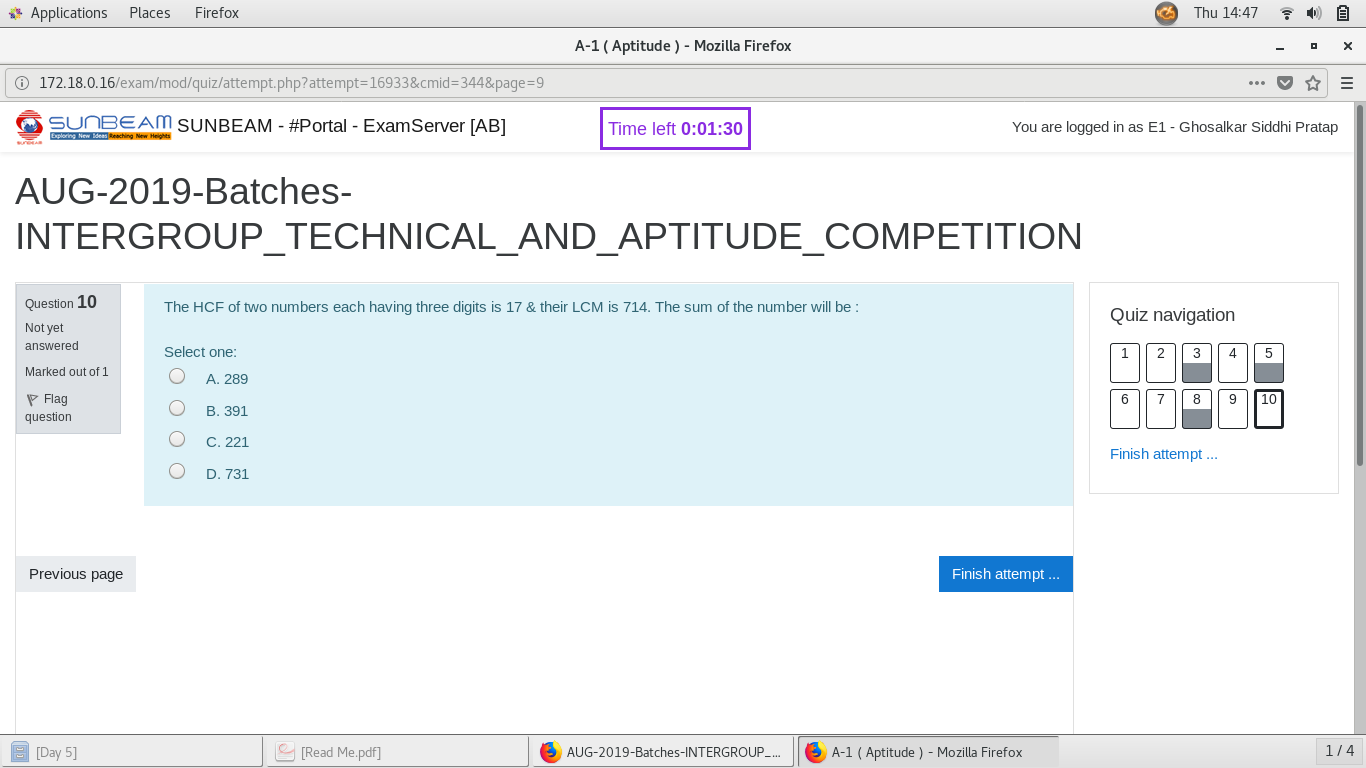 Applications Places Firefox Thu 14:47
A-1 ( Aptitude ) - Mozilla Firefox
172.18.0.16/exam/mod/quiz/attempt.php?attempt=16933&cmid=344&page=9
SUNBEAM
Exploring New Ideas Reaching New Heights
SUNBEAM
SUNBEAM - #Portal - ExamServer [AB]
Time left 0:01:30
You are logged in as E1 - Ghosalkar Siddhi Pratap
AUG-2019-Batches-
INTERGROUP_TECHNICAL_AND_APTITUDE_COMPETITION
Question 10
Not yet
answered
Marked out of 1
Flag
question
The HCF of two numbers each having three digits is 17 & their LCM is 714. The sum of the number will be :
Select one:
A. 289
B. 391
C. 221
D. 731
Previous page
Finish attempt ...
Quiz navigation
1 2 3 4 5
6 7 8 9 10
Finish attempt ...
[Day 5] [Read Me.pdf] AUG-2019-Batches-INTERGROUP_... A-1 ( Aptitude ) - Mozilla Firefox 1 / 4